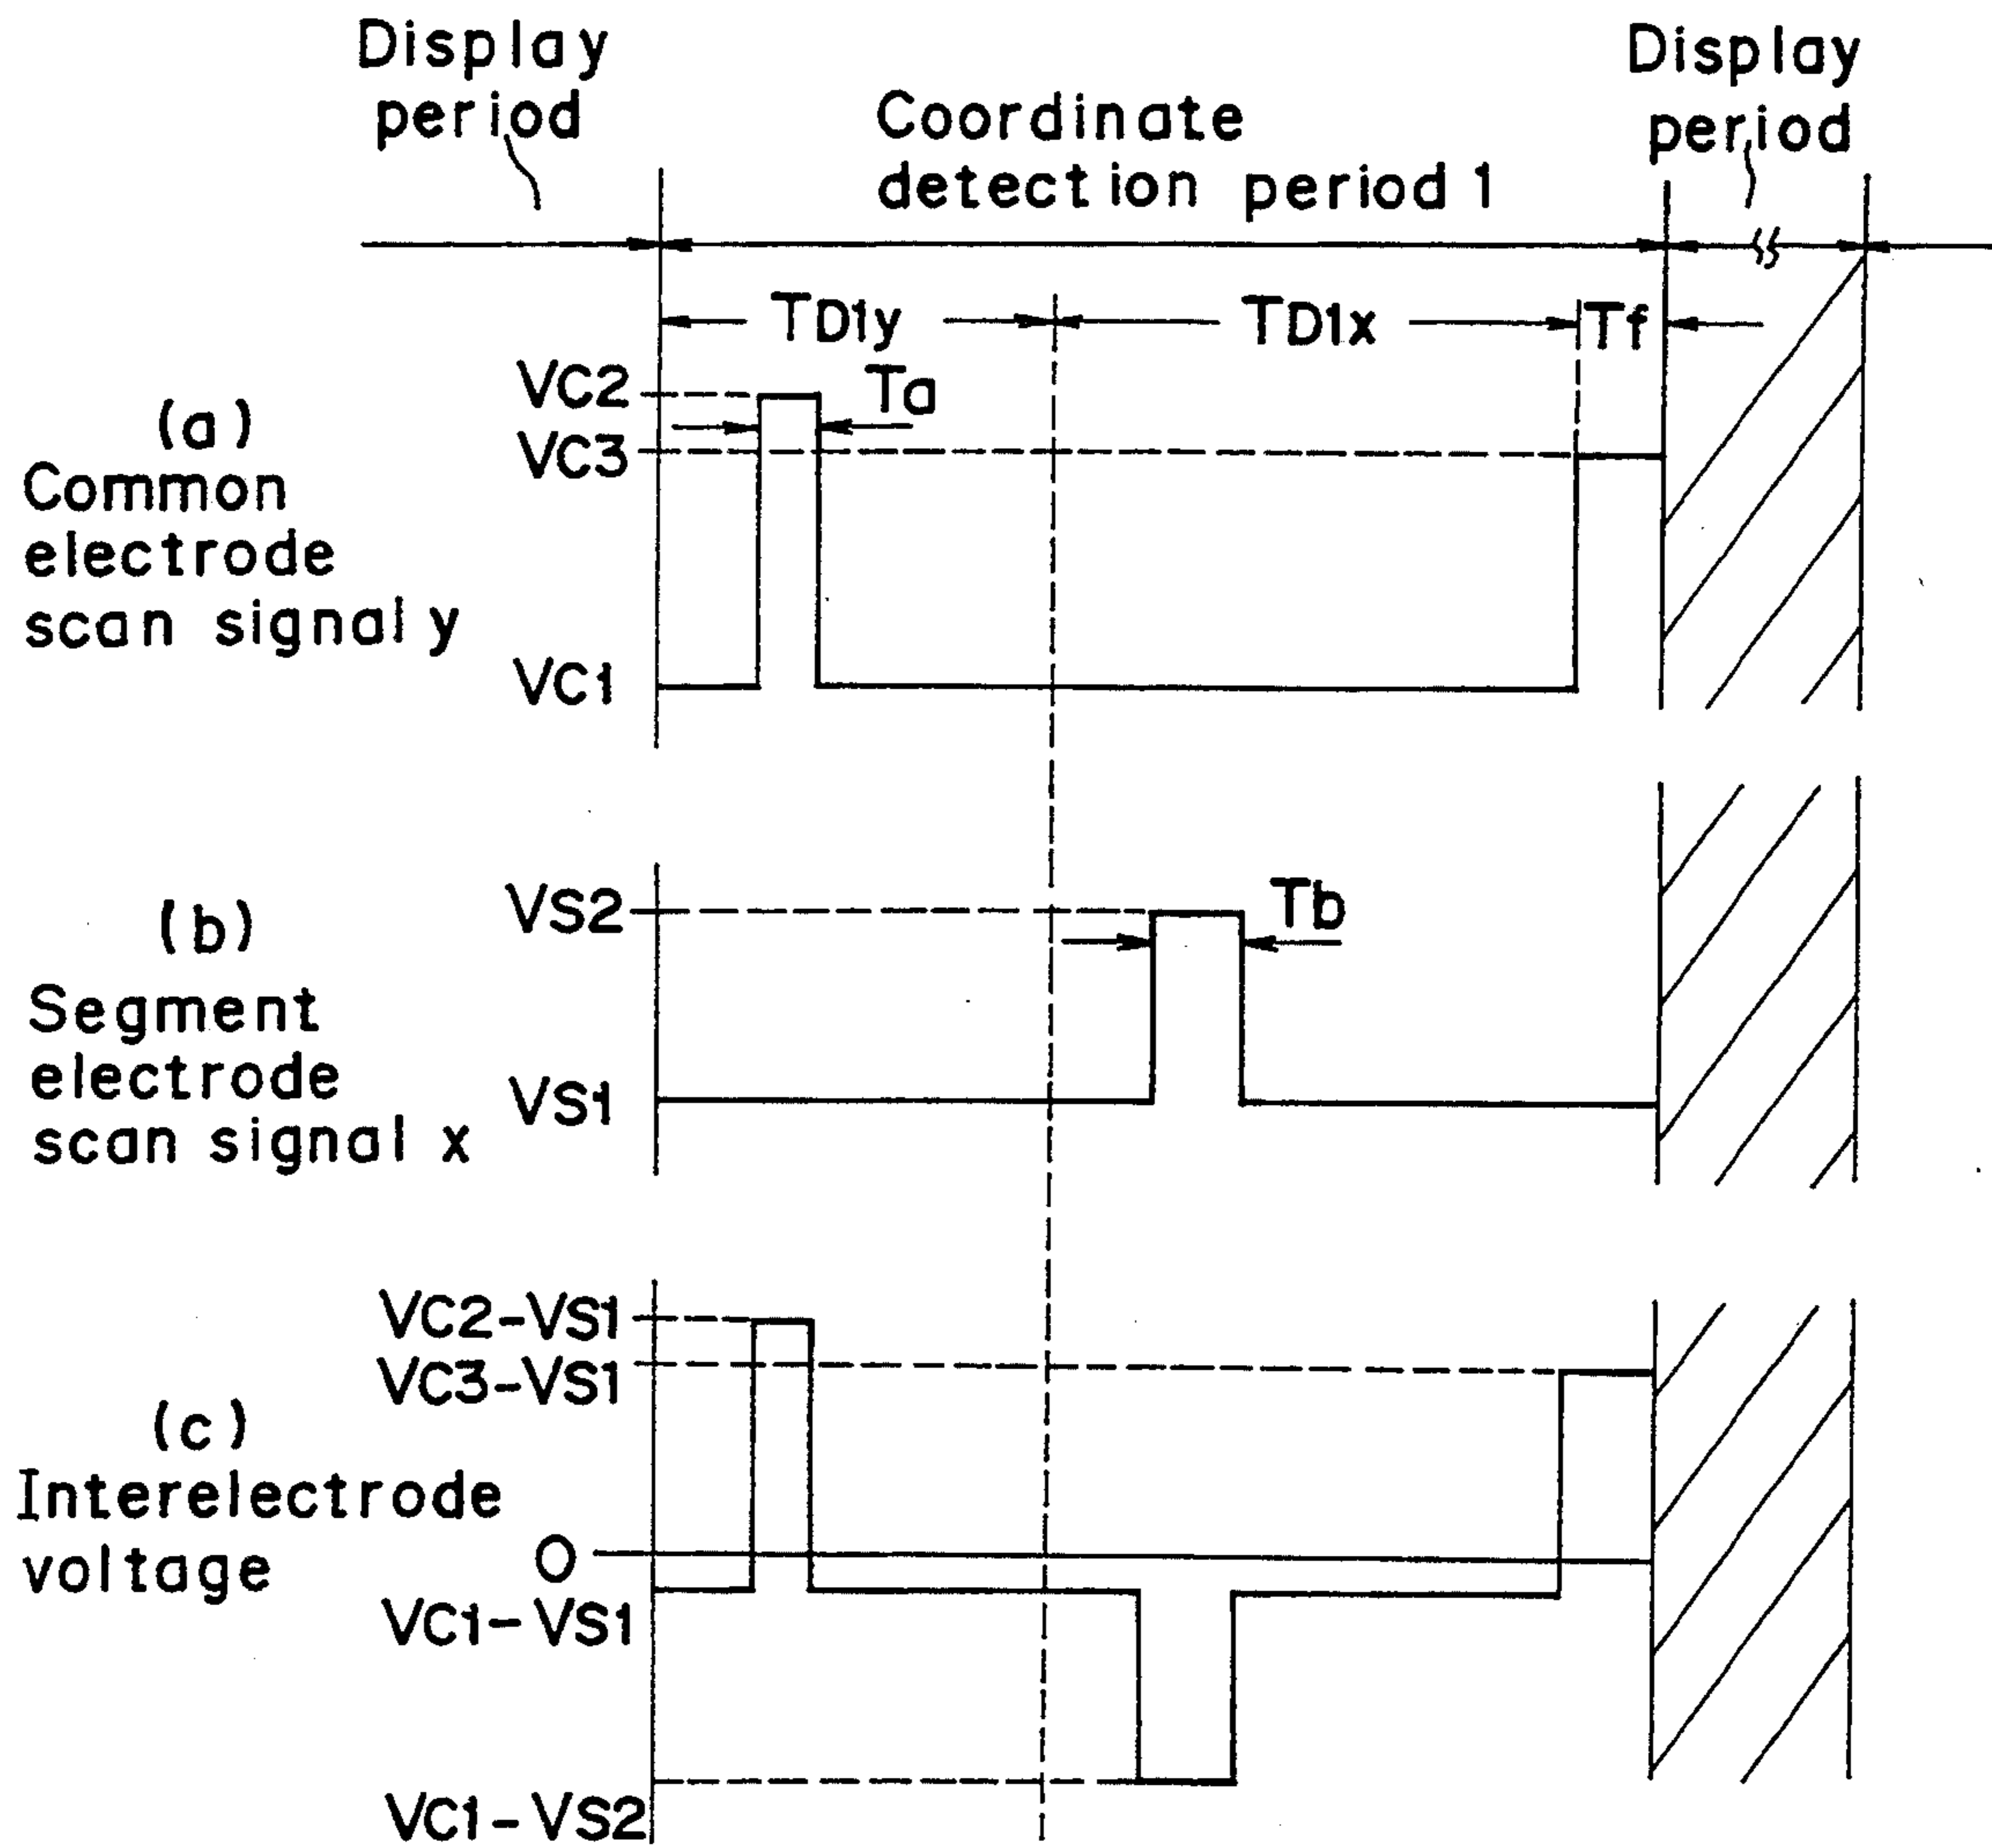 Display
period
Coordinate
detection period 1
Display
period
TD1y
TD1x
Tf
VC2
Ta
VC3
(a)
Common
electrode
scan signal y
VC1
VS2
Tb
(b)
Segment
electrode
scan signal x
VS1
VC2-VS1
VC3-VS1
(c)
Interelectrode
voltage
0
VC1-VS1
VC1-VS2